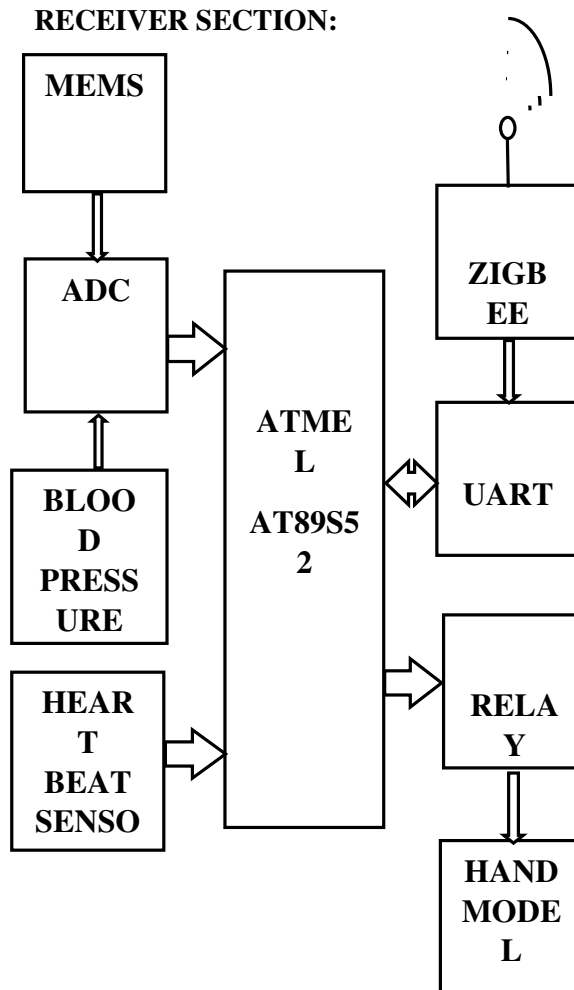 RECEIVER SECTION:
MEMS
ADC
BLOO
D
PRESS
URE
HEAR
T
BEAT
SENSO
ATME
L
AT89S5
2
ZIGB
EE
UART
RELA
Y
HAND
MODE
L